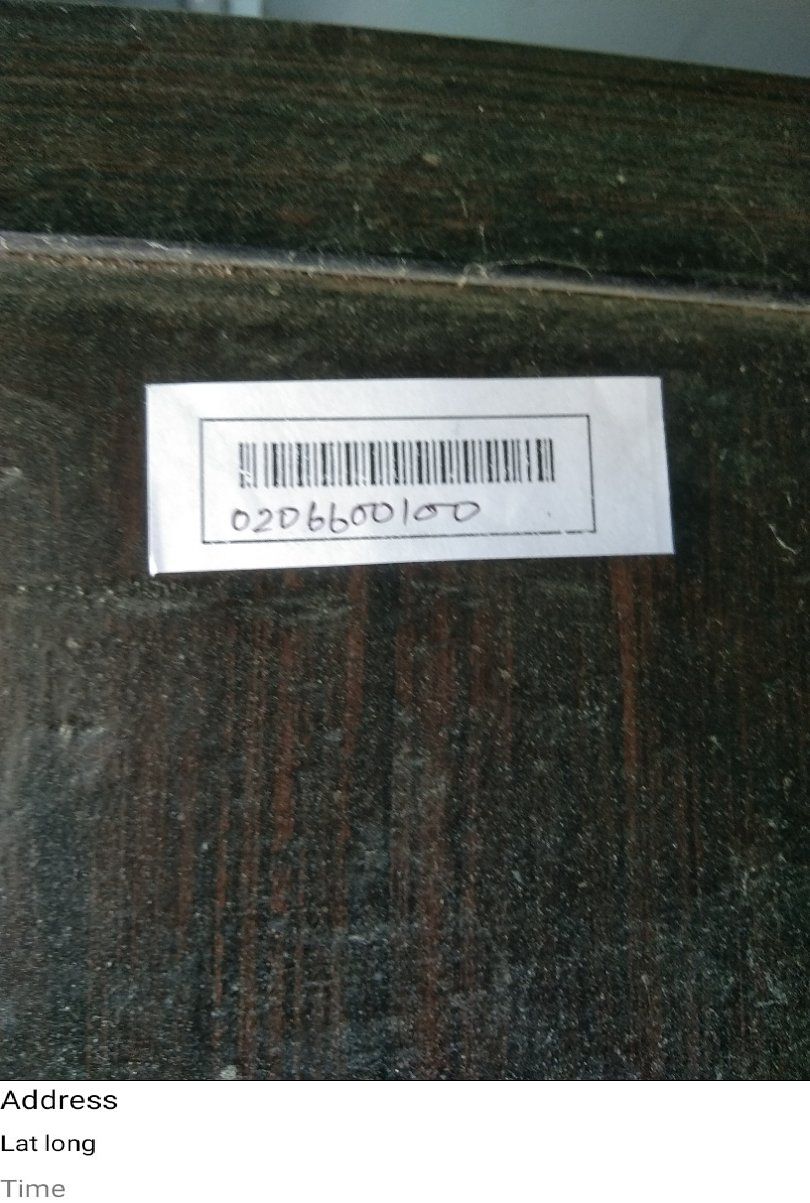 0206600100
Address
Lat long
Time